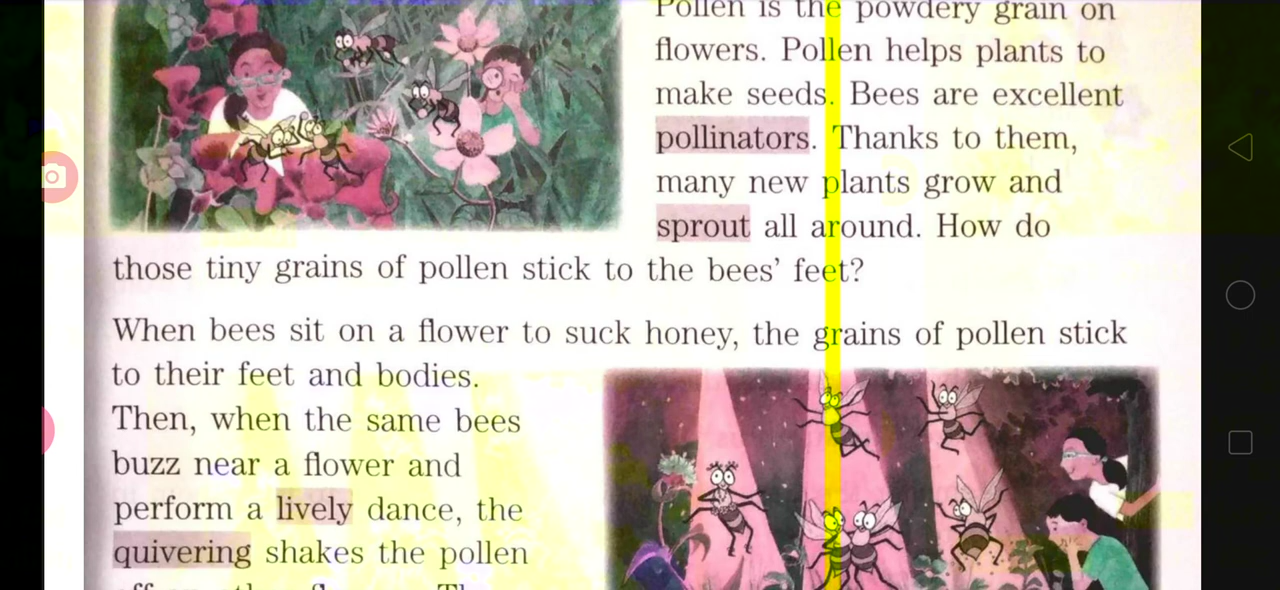 Pollen is the powdery grain on
flowers. Pollen helps plants to
make seeds. Bees are excellent
pollinators. Thanks to them,
many new plants grow and
sprout all around. How do
those tiny grains of pollen stick to the bees' feet?
When bees sit on a flower to suck honey, the grains of pollen stick
to their feet and bodies.
Then, when the same bees
buzz near a flower and
perform a lively dance, the
quivering shakes the pollen